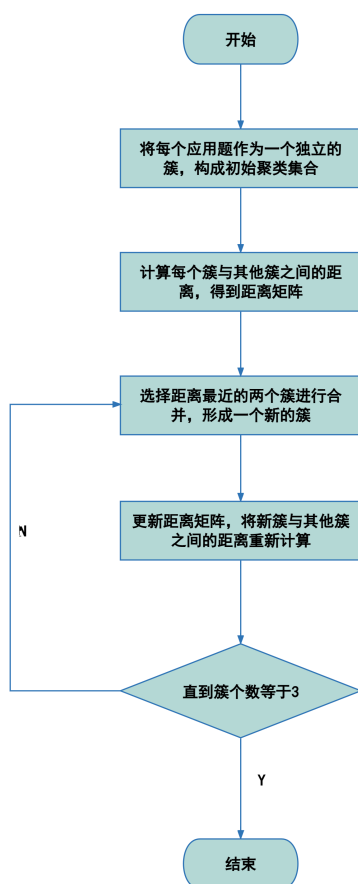 开始
将每个应用题作为一个独立的
簇，构成初始聚类集合
计算每个簇与其他簇之间的距
离，得到距离矩阵
选择距离最近的两个簇进行合
并，形成一个新的簇
更新距离矩阵，将新簇与其他簇
之间的距离重新计算
N
直到簇个数等于3
Y
结束